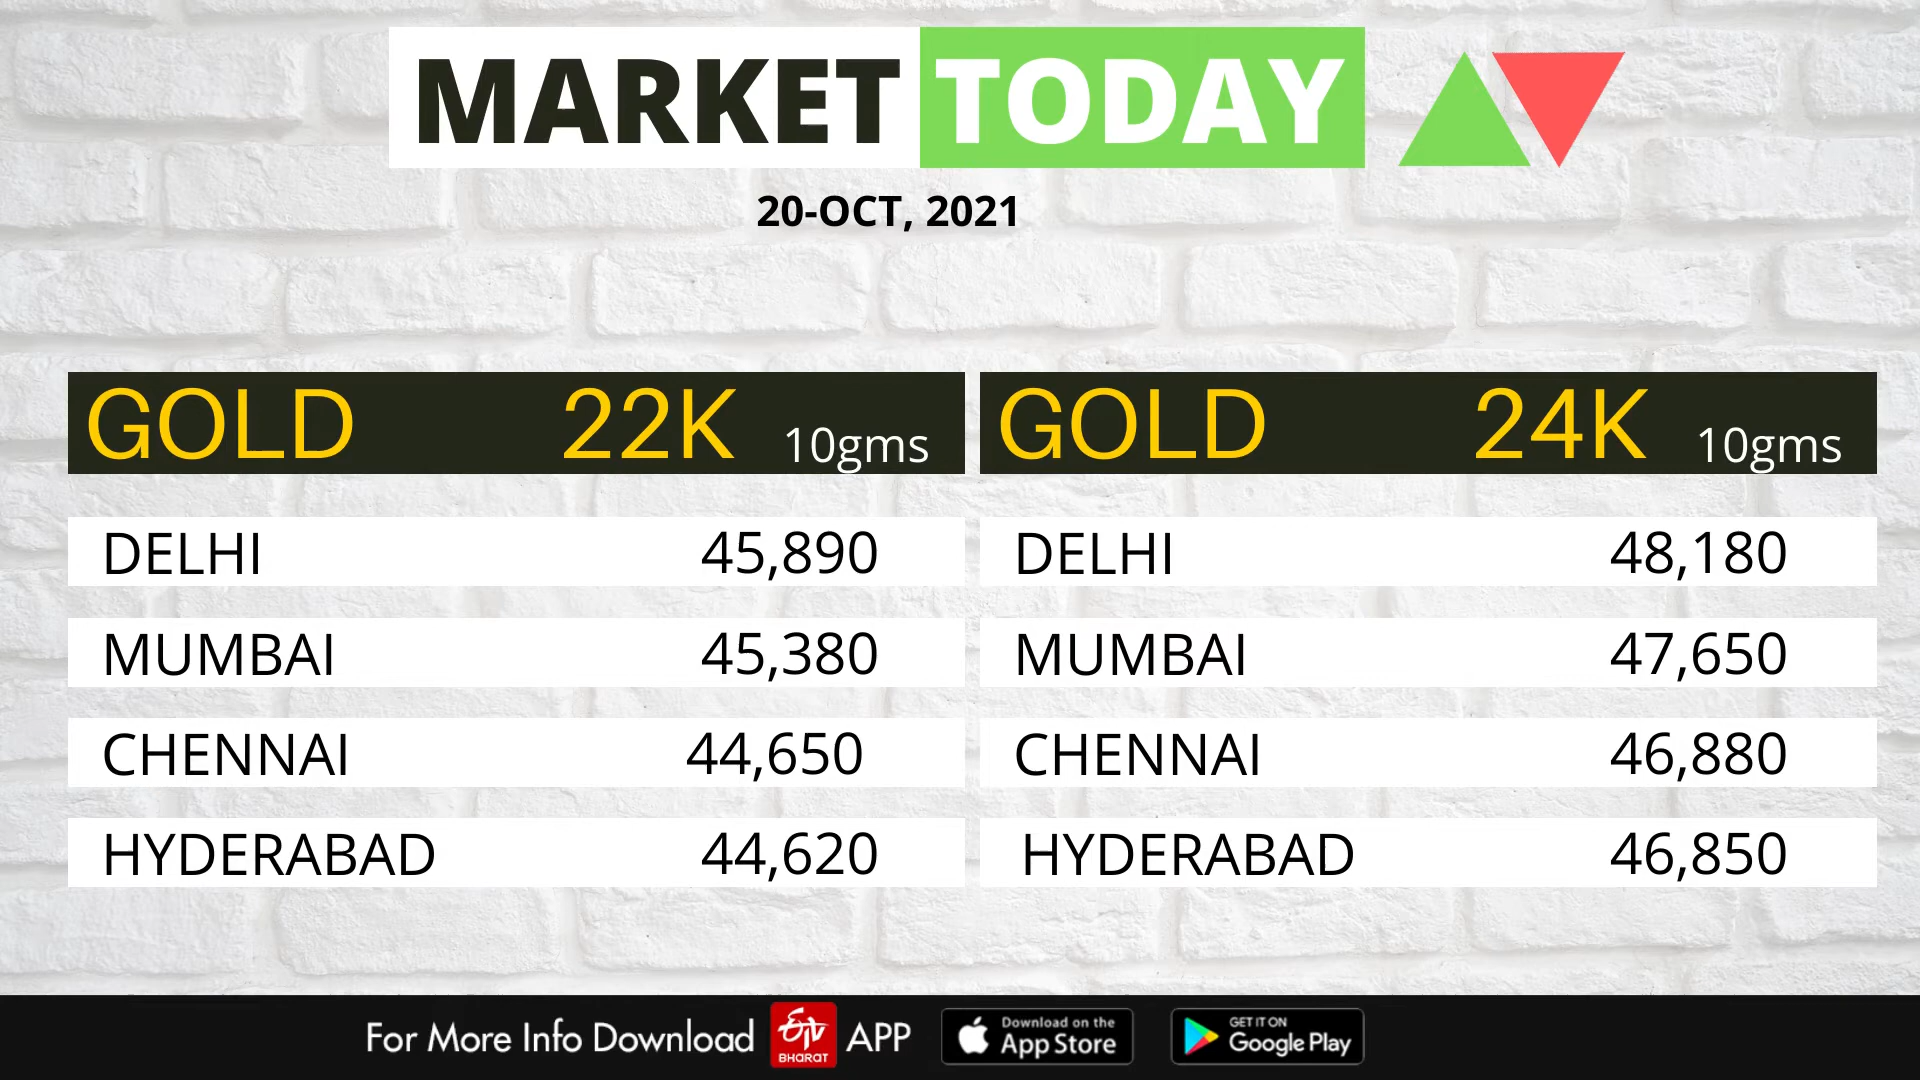 MARKET TODAY
20-OCT, 2021
GOLD 22K 10gms
DELHI 45,890
MUMBAI 45,380
CHENNAI 44,650
HYDERABAD 44,620
GOLD 24K 10gms
DELHI 48,180
MUMBAI 47,650
CHENNAI 46,880
HYDERABAD 46,850
For More Info Download ETV BHARAT APP
Download on the
App Store
GET IT ON
Google Play